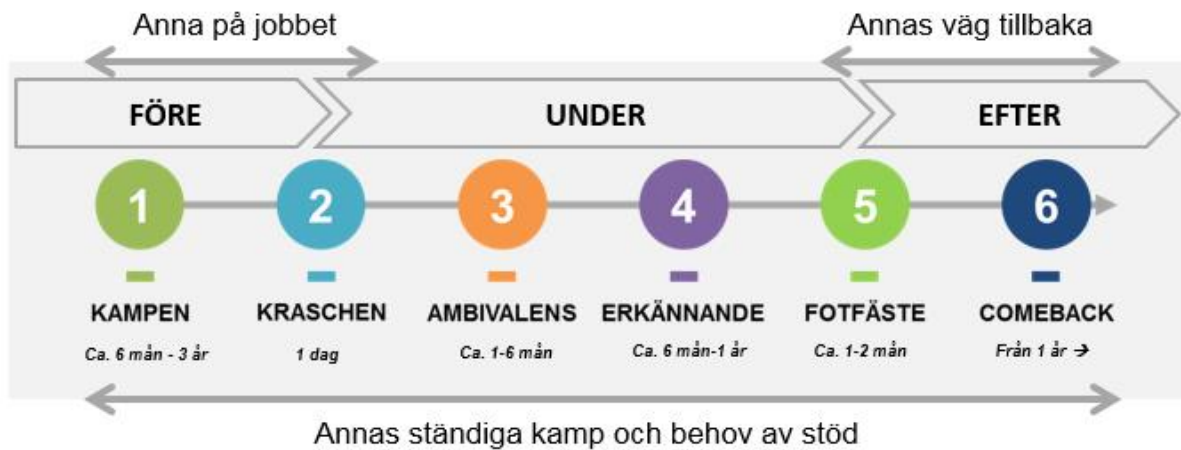 Anna på jobbet
Annas väg tillbaka
FÖRE
UNDER
EFTER
1
2
3
4
5
6
KAMPEN
KRASCHEN
AMBIVALENS
ERKÄNNANDE
FOTFÄSTE
COMEBACK
Ca. 6 mån - 3 år
1 dag
Ca. 1-6 mån
Ca. 6 mån-1 år
Ca. 1-2 mån
Från 1 år →
Annas ständiga kamp och behov av stöd